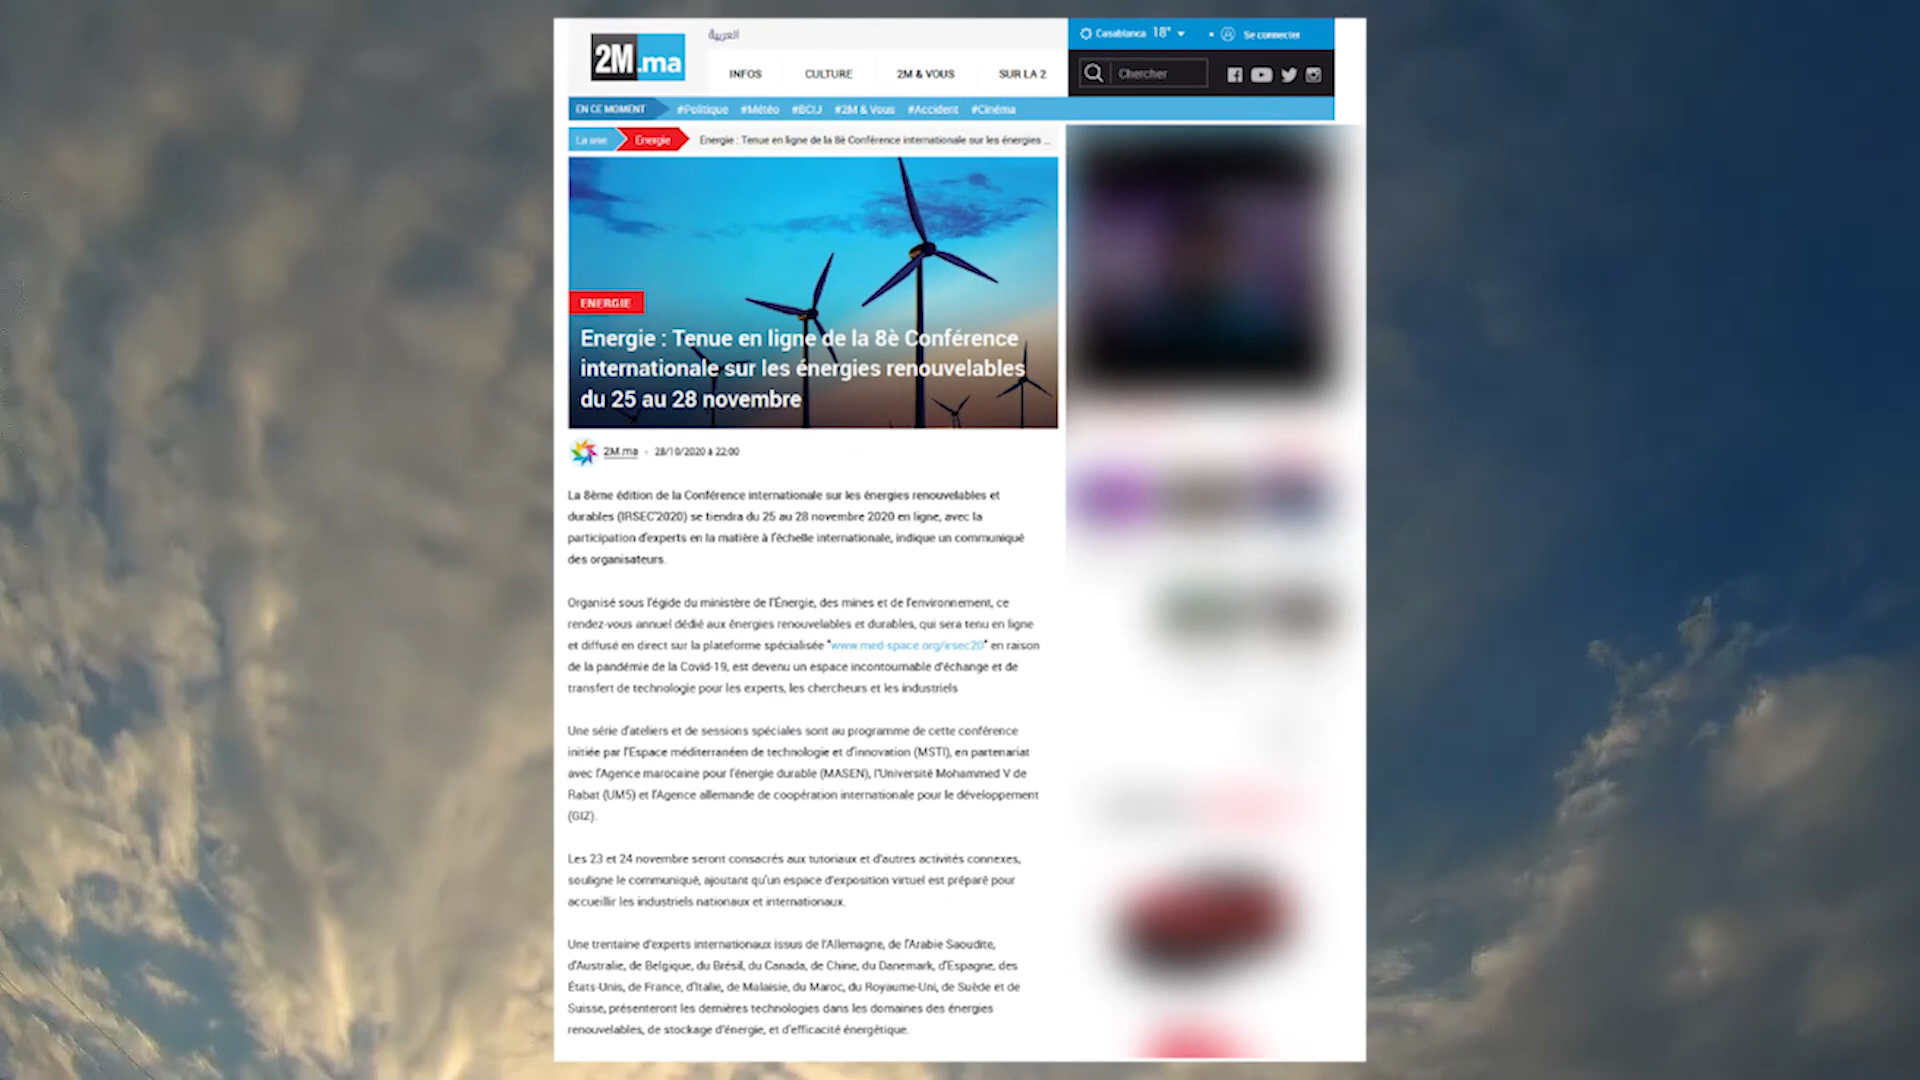 2M.ma
العربية
Casablanca 18°
Se connecter
INFOS CULTURE 2M & VOUS SUR LA 2
Chercher
EN CE MOMENT #Politique #Météo #BCIJ #2M & Vous #Accident #Cinéma
La une Energie Energie : Tenue en ligne de la 8è Conférence internationale sur les énergies ...
ENERGIE
Energie : Tenue en ligne de la 8è Conférence
internationale sur les énergies renouvelables
du 25 au 28 novembre
2M.ma - 28/10/2020 à 22:00
La 8ème édition de la Conférence internationale sur les énergies renouvelables et
durables (IRSEC'2020) se tiendra du 25 au 28 novembre 2020 en ligne, avec la
participation d'experts en la matière à l'échelle internationale, indique un communiqué
des organisateurs.
Organisé sous l'égide du ministère de l'Énergie, des mines et de l'environnement, ce
rendez-vous annuel dédié aux énergies renouvelables et durables, qui sera tenu en ligne
et diffusé en direct sur la plateforme spécialisée "www.med-space.org/irsec20" en raison
de la pandémie de la Covid-19, est devenu un espace incontournable d'échange et de
transfert de technologie pour les experts, les chercheurs et les industriels
Une série d'ateliers et de sessions spéciales sont au programme de cette conférence
initiée par l'Espace méditerranéen de technologie et d'innovation (MSTI), en partenariat
avec l'Agence marocaine pour l'énergie durable (MASEN), l'Université Mohammed V de
Rabat (UM5) et l'Agence allemande de coopération internationale pour le développement
(GIZ).
Les 23 et 24 novembre seront consacrés aux tutoriaux et d'autres activités connexes,
souligne le communiqué, ajoutant qu'un espace d'exposition virtuel est préparé pour
accueillir les industriels nationaux et internationaux.
Une trentaine d'experts internationaux issus de l'Allemagne, de l'Arabie Saoudite,
d'Australie, de Belgique, du Brésil, du Canada, de Chine, du Danemark, d'Espagne, des
États-Unis, de France, d'Italie, de Malaisie, du Maroc, du Royaume-Uni, de Suède et de
Suisse, présenteront les dernières technologies dans les domaines des énergies
renouvelables, de stockage d'énergie, et d'efficacité énergétique.